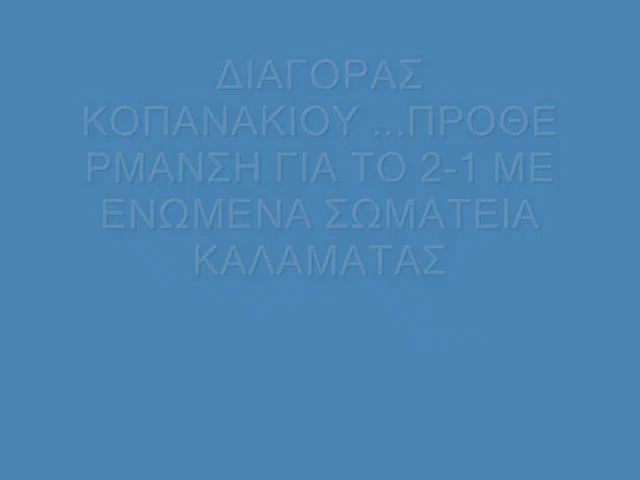 ΔΙΑΓΟΡΑΣ
ΚΟΠΑΝΑΚΙΟΥ ...ΠΡΟΘΕ
ΡΜΑΝΣΗ ΓΙΑ ΤΟ 2-1 ΜΕ
ΕΝΩΜΕΝΑ ΣΩΜΑΤΕΙΑ
ΚΑΛΑΜΑΤΑΣ